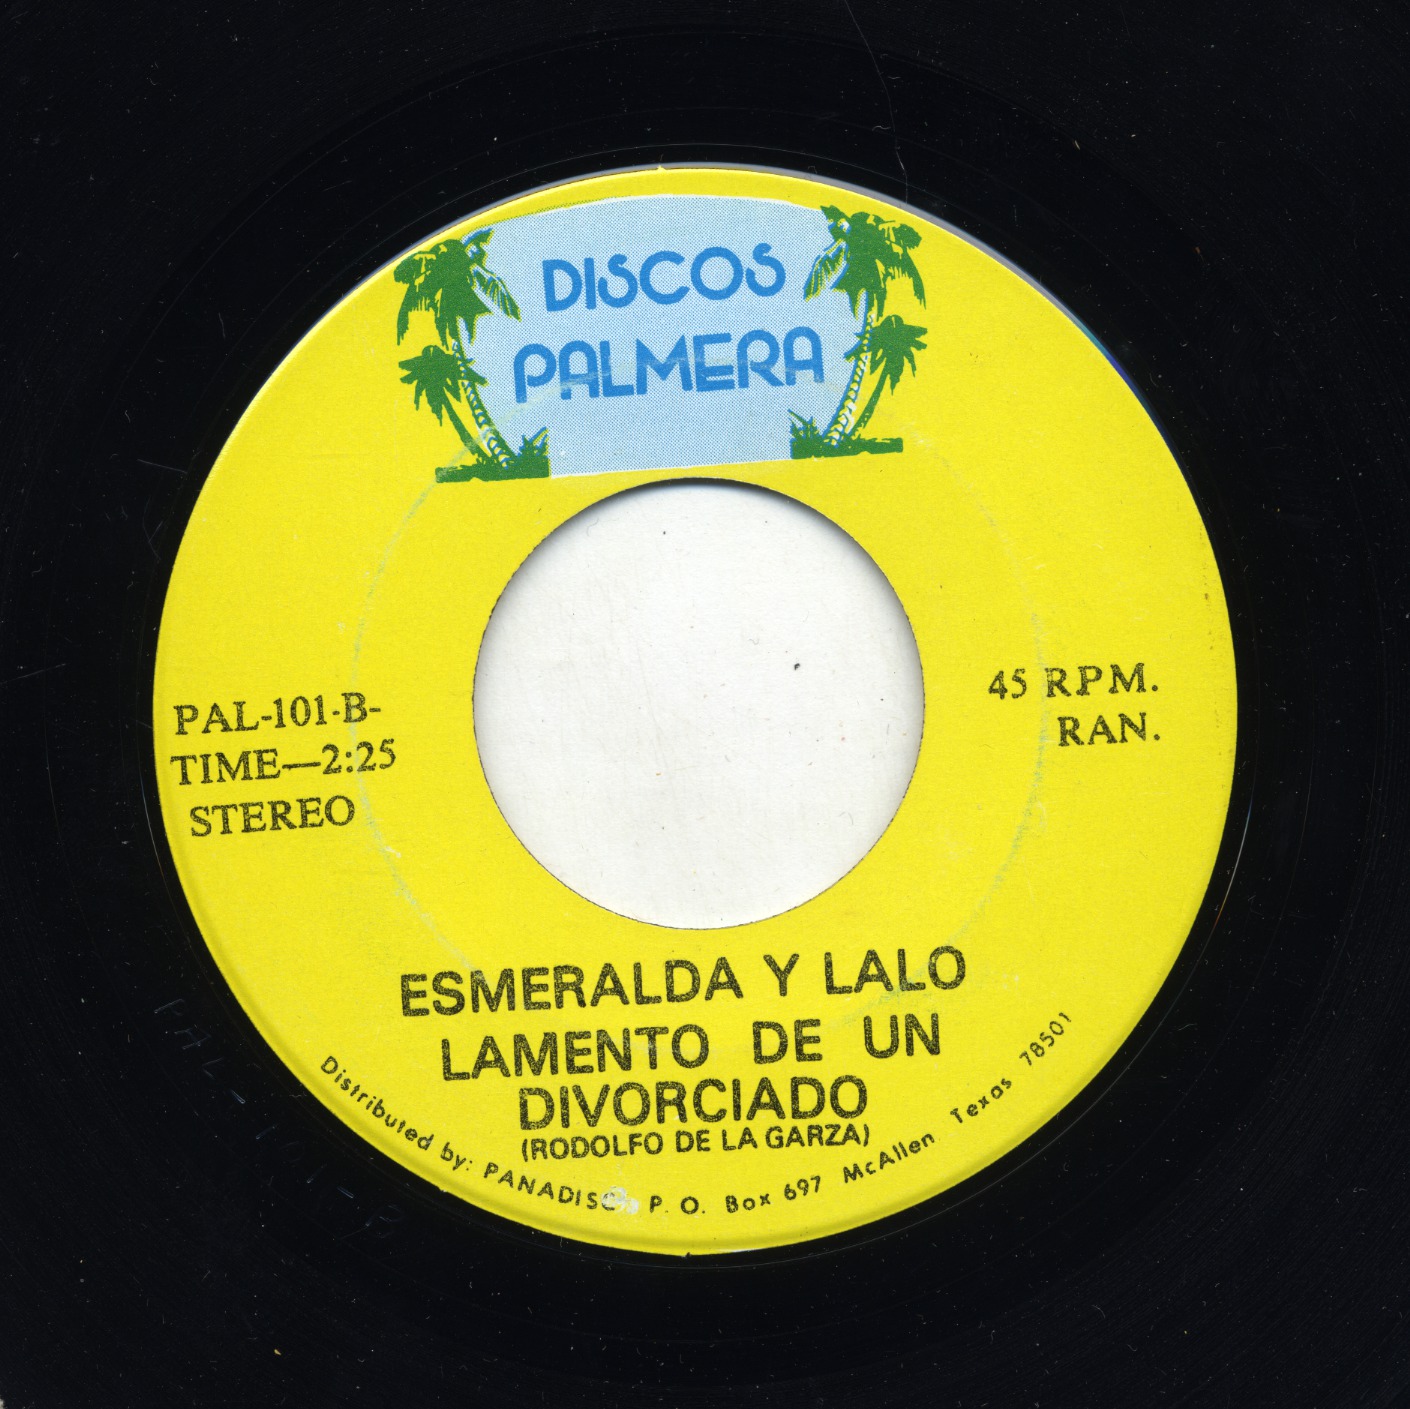 DISCOS
PALMERA
PAL-101-B-
TIME—2:25
STEREO
45 RPM.
RAN.
ESMERALDA Y LALO
LAMENTO DE UN
DIVORCIADO
(RODOLFO DE LA GARZA)
Distributed by: PANADISC P. O. Box 697 McAllen Texas 78501